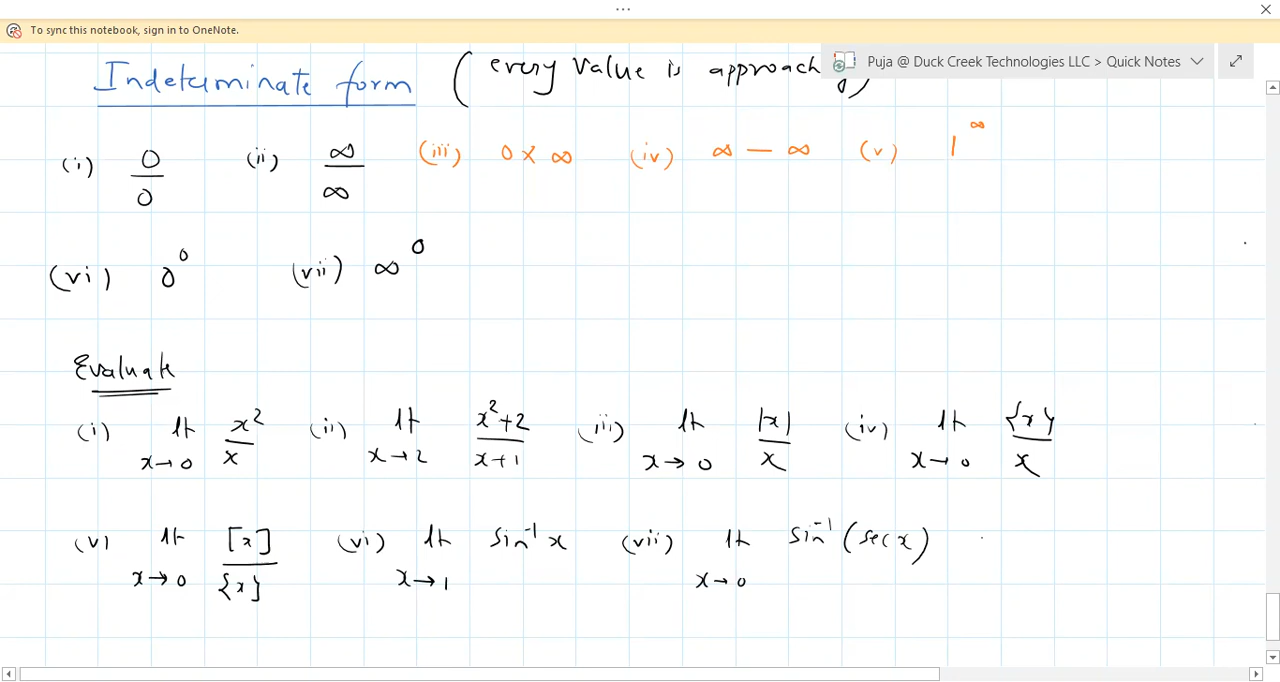 To sync this notebook, sign in to OneNote.
Puja @ Duck Creek Technologies LLC > Quick Notes
Indeterminate form (every value is approaching)
(i) 0/0 (ii) ∞/∞ (iii) 0 × ∞ (iv) ∞ — ∞ (v) 1^∞
(vi) 0^0 (vii) ∞^0
Evaluate
(i) lt x→0 x²/x (ii) lt x→2 x²+2/x+1 (iii) lt x→0 |x|/x (iv) lt x→0 {x}/x
(v) lt x→0 [x]/{x} (vi) lt x→1 sin⁻¹ x (vii) lt x→0 sin⁻¹ (sec x)